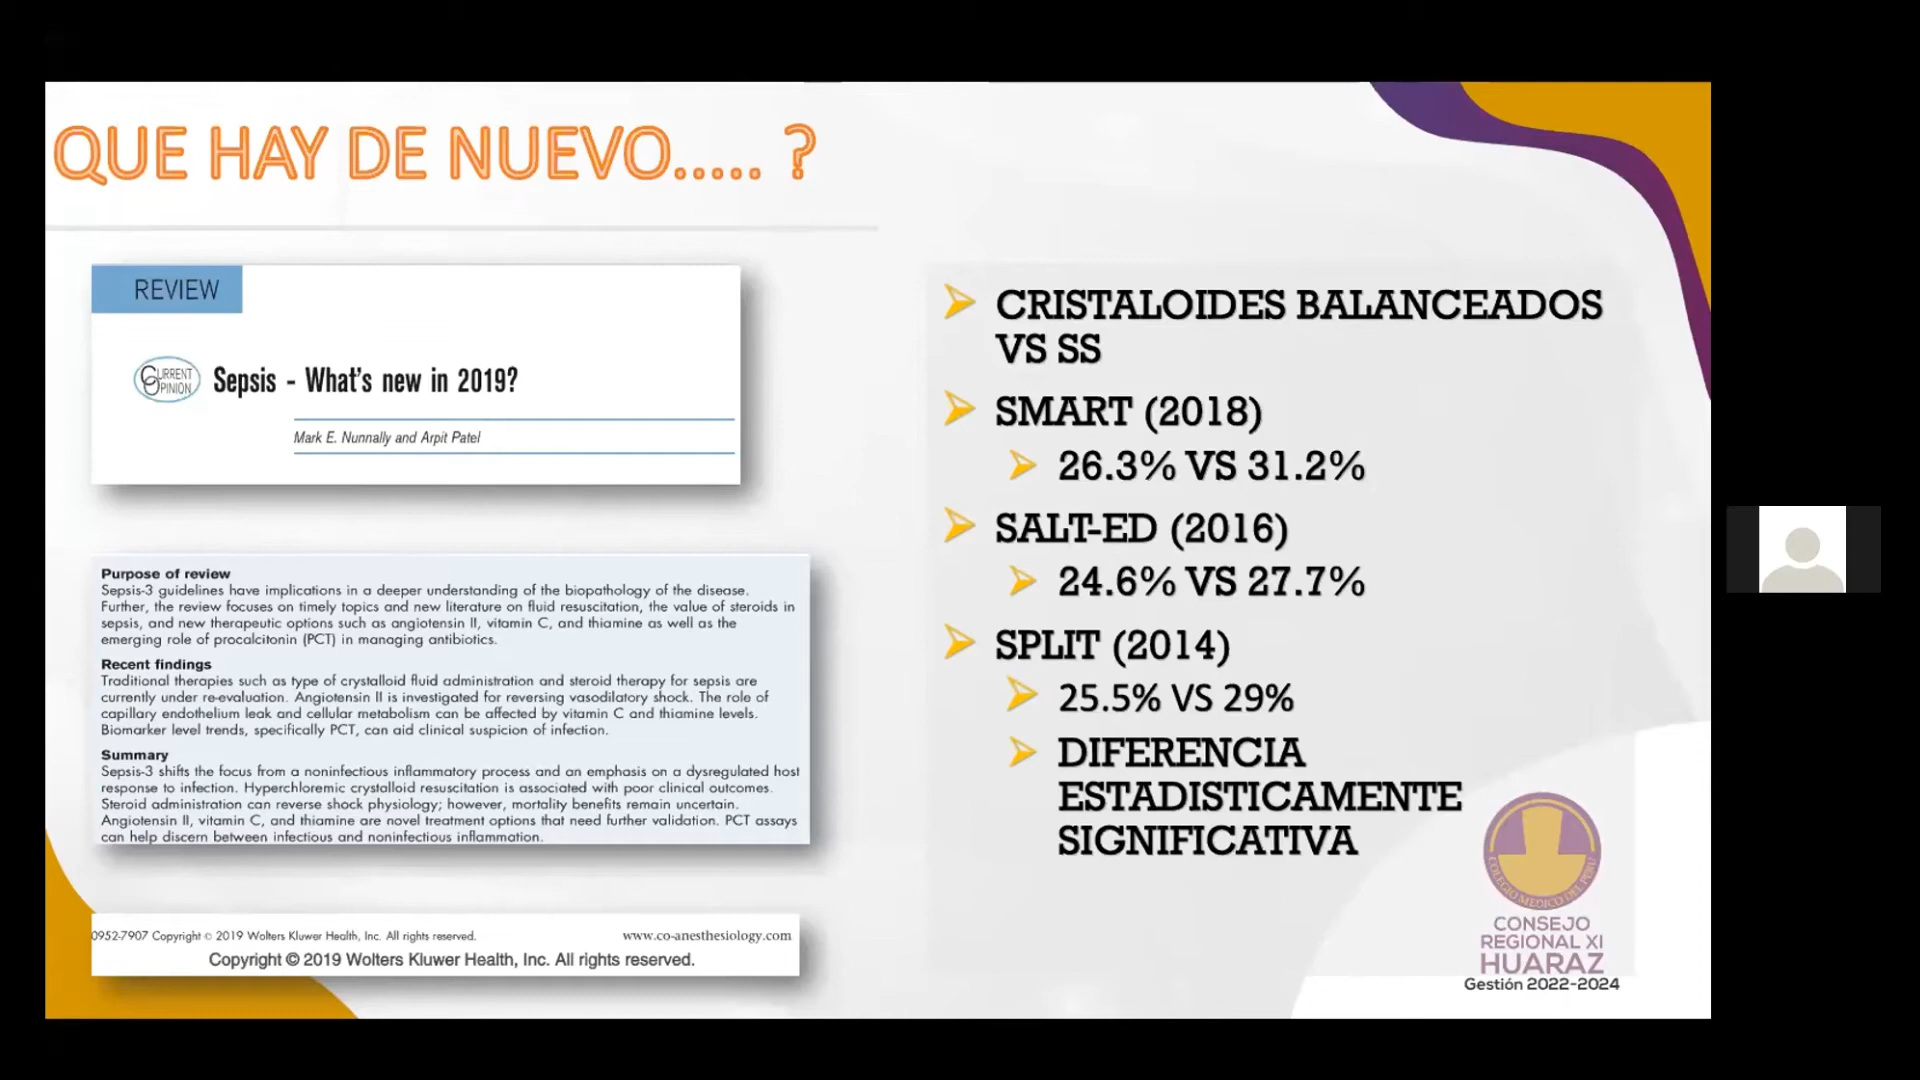 QUE HAY DE NUEVO..... ?
REVIEW
CURRENT
OPINION
Sepsis - What's new in 2019?
Mark E. Nunnally and Arpit Patel
Purpose of review
Sepsis-3 guidelines have implications in a deeper understanding of the biopathology of the disease.
Further, the review focuses on timely topics and new literature on fluid resuscitation, the value of steroids in
sepsis, and new therapeutic options such as angiotensin II, vitamin C, and thiamine as well as the
emerging role of procalcitonin (PCT) in managing antibiotics.
Recent findings
Traditional therapies such as type of crystalloid fluid administration and steroid therapy for sepsis are
currently under re-evaluation. Angiotensin II is investigated for reversing vasodilatory shock. The role of
capillary endothelium leak and cellular metabolism can be affected by vitamin C and thiamine levels.
Biomarker level trends, specifically PCT, can aid clinical suspicion of infection.
Summary
Sepsis-3 shifts the focus from a noninfectious inflammatory process and an emphasis on a dysregulated host
response to infection. Hyperchloremic crystalloid resuscitation is associated with poor clinical outcomes.
Steroid administration can reverse shock physiology; however, mortality benefits remain uncertain.
Angiotensin II, vitamin C, and thiamine are novel treatment options that need further validation. PCT assays
can help discern between infectious and noninfectious inflammation.
0952-7907 Copyright © 2019 Wolters Kluwer Health, Inc. All rights reserved. www.co-anesthesiology.com
Copyright © 2019 Wolters Kluwer Health, Inc. All rights reserved.
CRISTALOIDES BALANCEADOS
VS SS
SMART (2018)
26.3% VS 31.2%
SALT-ED (2016)
24.6% VS 27.7%
SPLIT (2014)
25.5% VS 29%
DIFERENCIA
ESTADISTICAMENTE
SIGNIFICATIVA
COLEGIO MEDICO DEL PERU
CONSEJO
REGIONAL XI
HUARAZ
Gestión 2022-2024